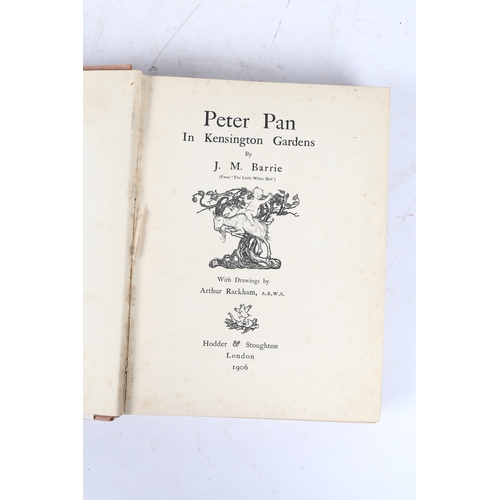 Peter Pan
In Kensington Gardens
By
J. M. Barrie
(From 'The Little White Bird')
With Drawings by
Arthur Rackham, A.R.W.S.
Hodder & Stoughton
London
1906